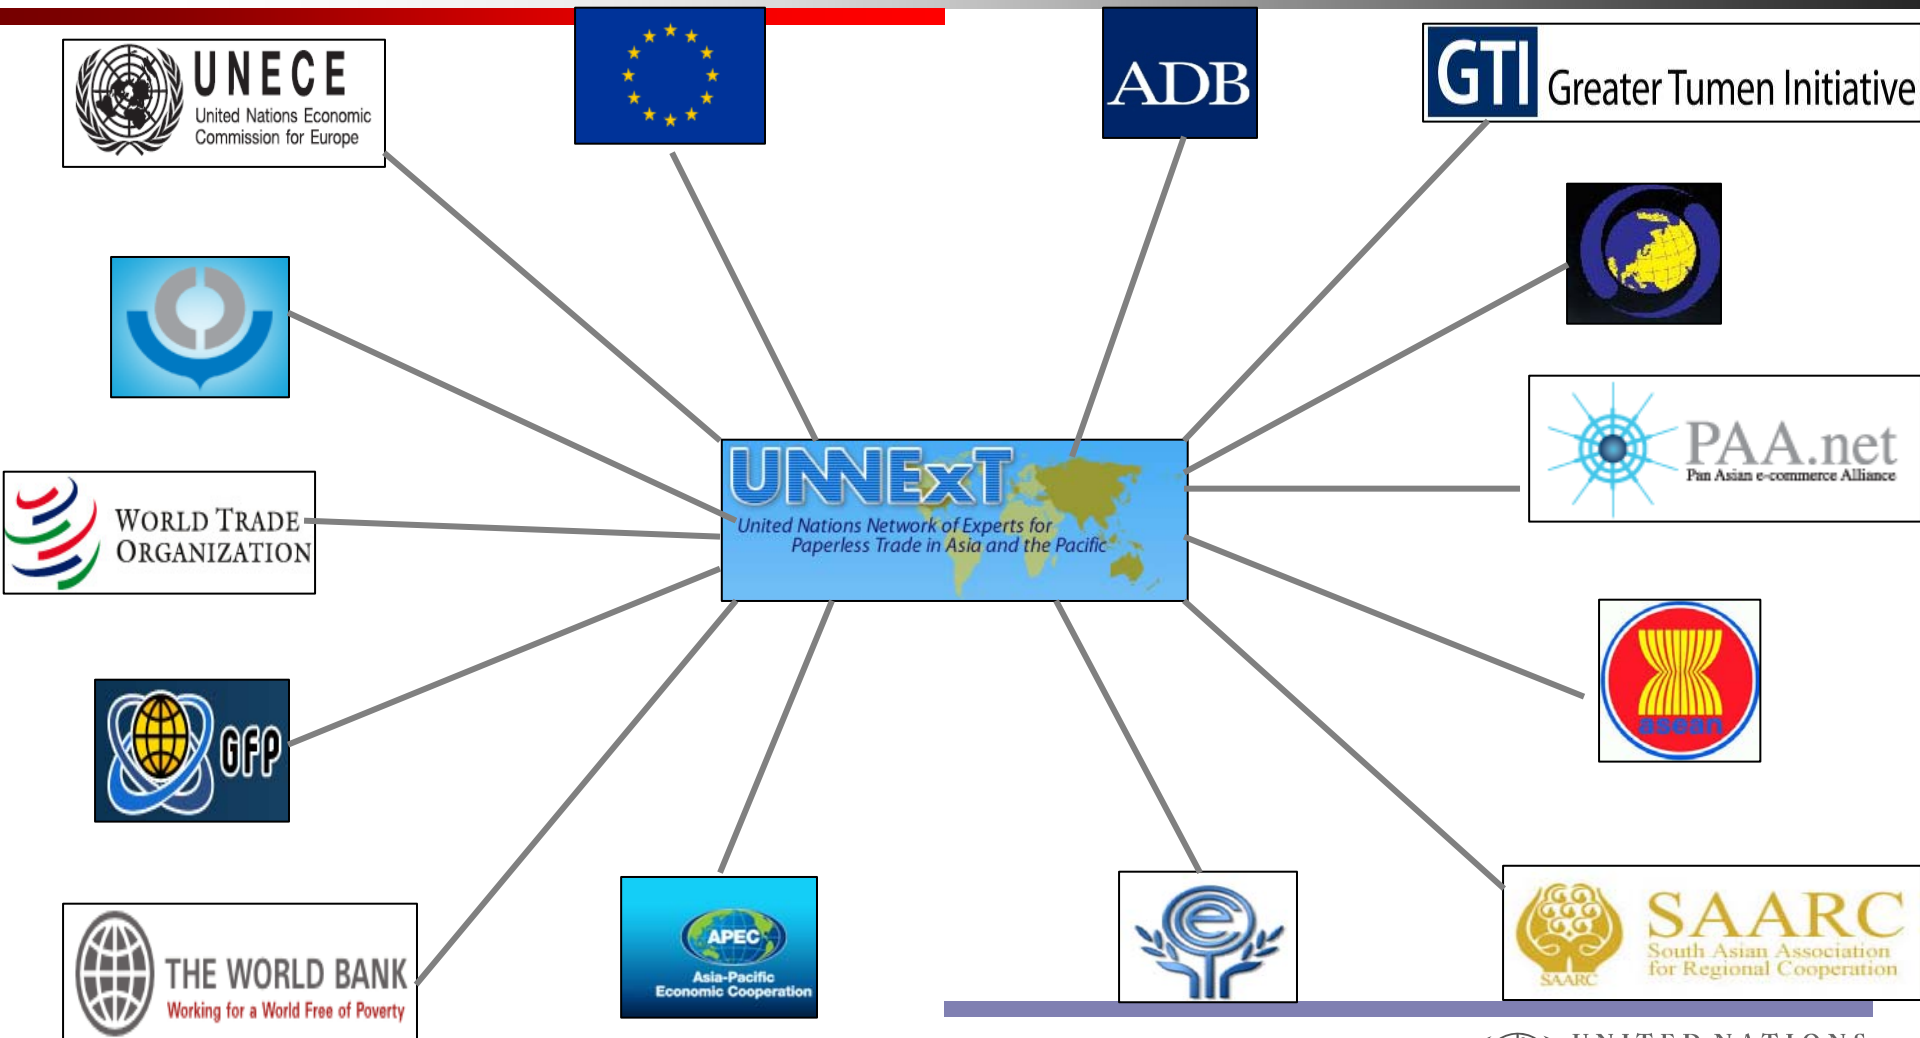 UNECE
United Nations Economic
Commission for Europe
ADB
GTI Greater Tumen Initiative
PAA.net
Pan Asian e-commerce Alliance
UNNExT
United Nations Network of Experts for
Paperless Trade in Asia and the Pacific
WORLD TRADE
ORGANIZATION
asean
GFP
THE WORLD BANK
Working for a World Free of Poverty
APEC
Asia-Pacific
Economic Cooperation
e
SAARC
SAARC
South Asian Association
for Regional Cooperation
UNITED NATIONS